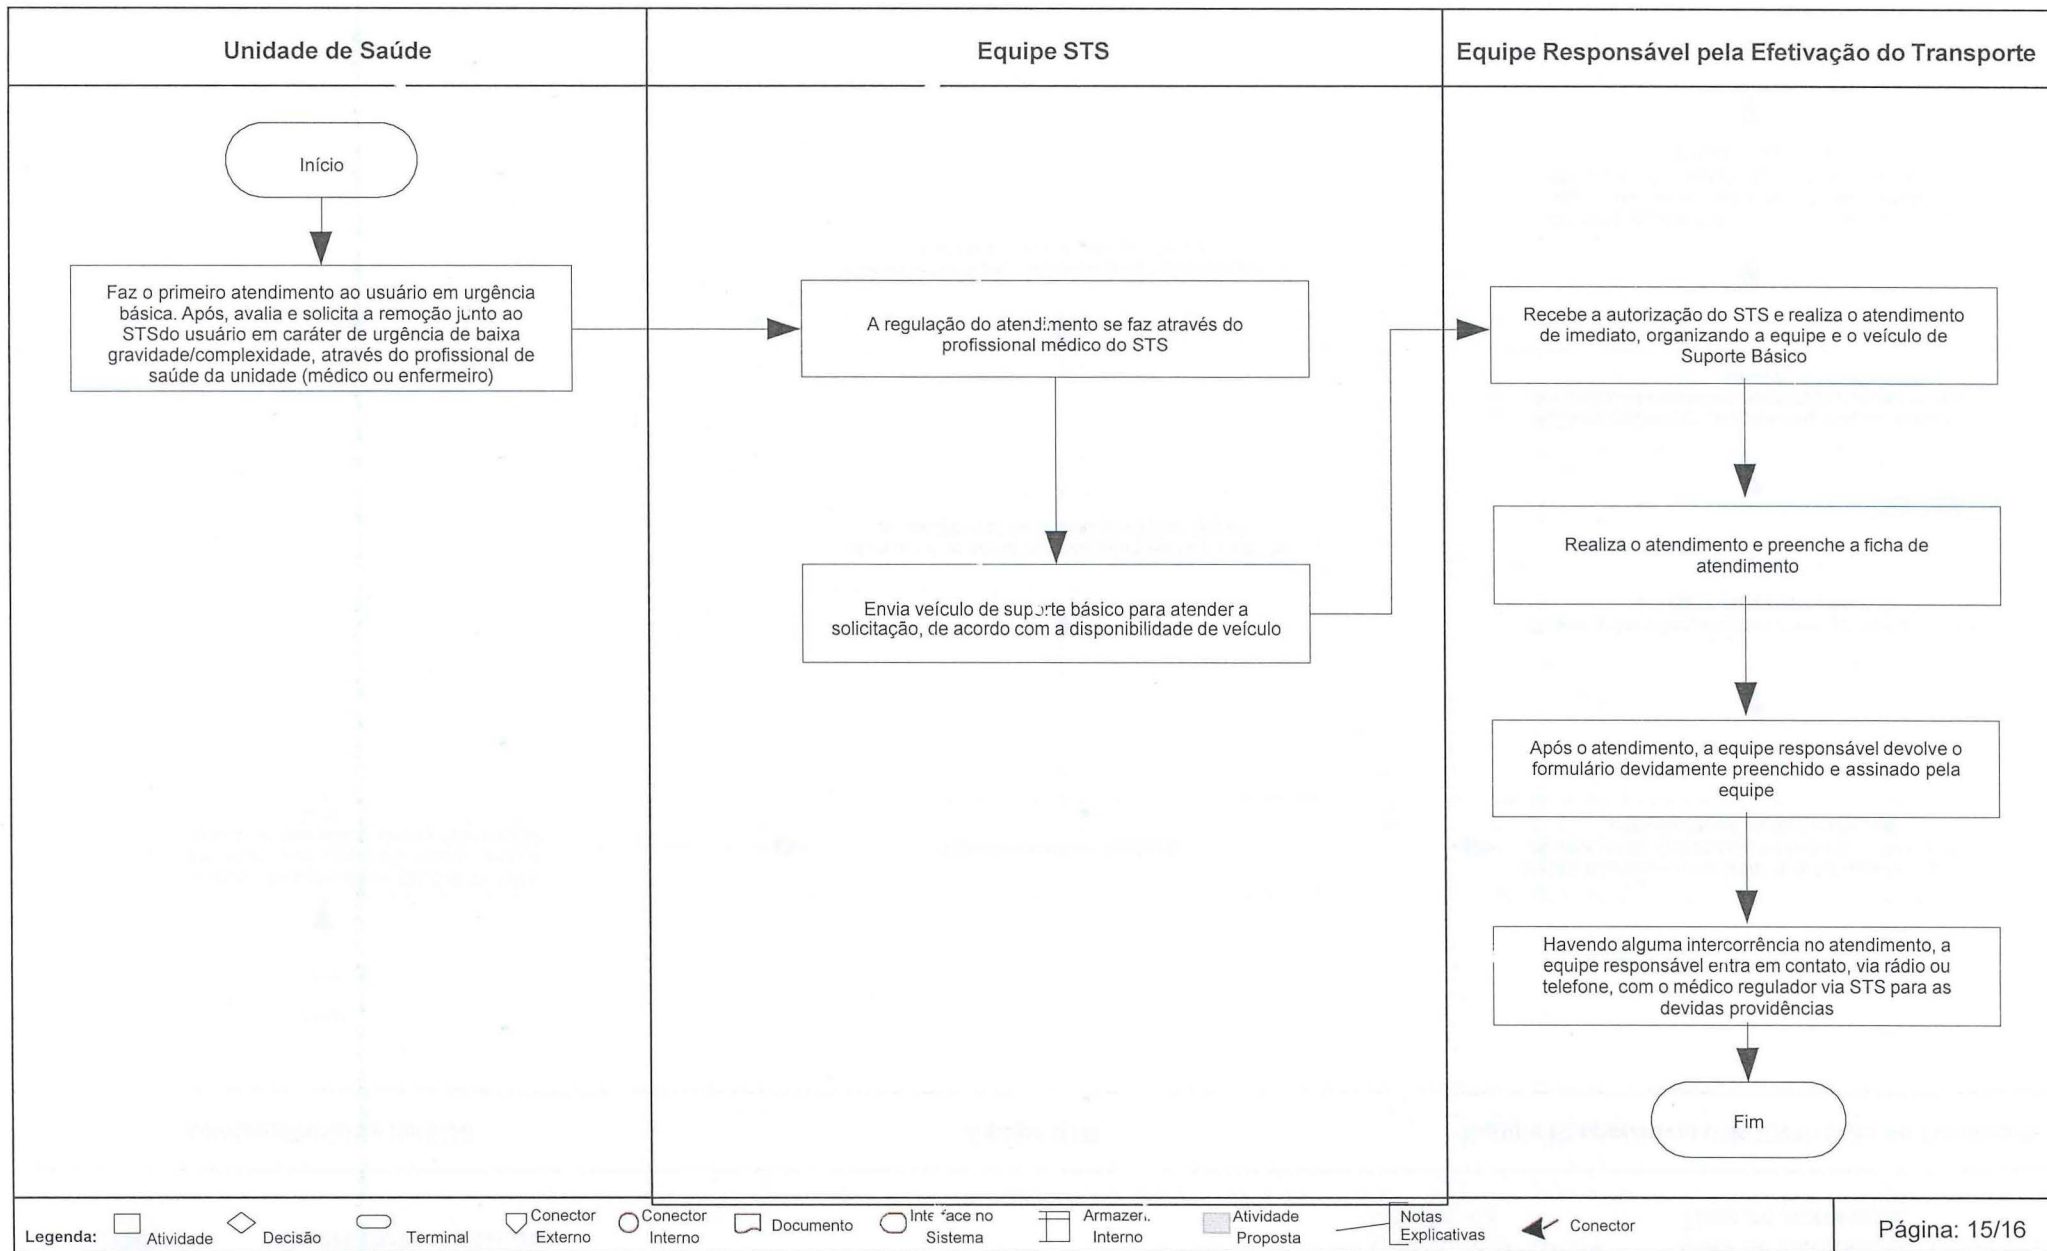 Unidade de Saúde
Equipe STS
Equipe Responsável pela Efetivação do Transporte
Início
Faz o primeiro atendimento ao usuário em urgência
básica. Após, avalia e solicita a remoção junto ao
STSdo usuário em caráter de urgência de baixa
gravidade/complexidade, através do profissional de
saúde da unidade (médico ou enfermeiro)
A regulação do atendimento se faz através do
profissional médico do STS
Envia veículo de suporte básico para atender a
solicitação, de acordo com a disponibilidade de veículo
Recebe a autorização do STS e realiza o atendimento
de imediato, organizando a equipe e o veículo de
Suporte Básico
Realiza o atendimento e preenche a ficha de
atendimento
Após o atendimento, a equipe responsável devolve o
formulário devidamente preenchido e assinado pela
equipe
Havendo alguma intercorrência no atendimento, a
equipe responsável entra em contato, via rádio ou
telefone, com o médico regulador via STS para as
devidas providências
Fim
Legenda:
Atividade
Decisão
Terminal
Conector
Externo
Conector
Interno
Documento
Interface no
Sistema
Armazen.
Interno
Atividade
Proposta
Notas
Explicativas
Conector
Página: 15/16